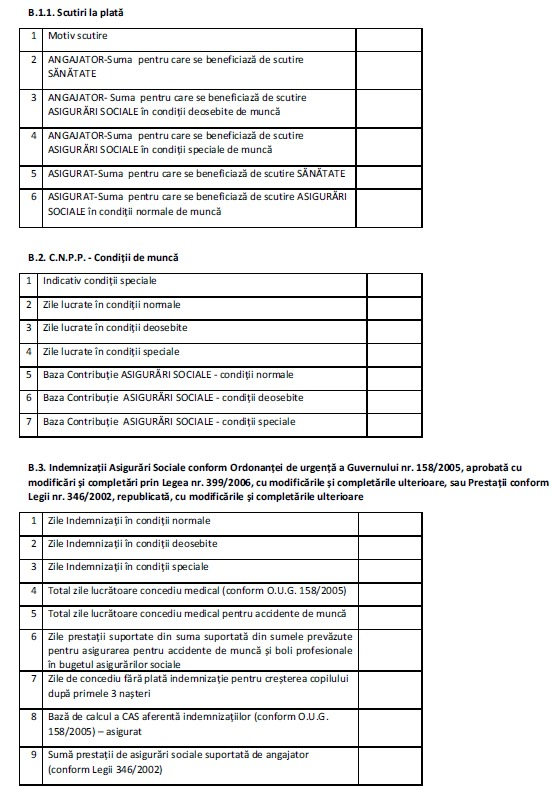 B.1.1. Scutiri la plată
1 Motiv scutire
2 ANGAJATOR-Suma pentru care se beneficiază de scutire
SĂNĂTATE
3 ANGAJATOR- Suma pentru care se beneficiază de scutire
ASIGURĂRI SOCIALE în condiții deosebite de muncă
4 ANGAJATOR-Suma pentru care se beneficiază de scutire
ASIGURĂRI SOCIALE în condiții speciale de muncă
5 ASIGURAT-Suma pentru care se beneficiază de scutire SĂNĂTATE
6 ASIGURAT-Suma pentru care se beneficiază de scutire ASIGURĂRI
SOCIALE în condiții normale de muncă
B.2. C.N.P.P. - Condiții de muncă
1 Indicativ condiții speciale
2 Zile lucrate în condiții normale
3 Zile lucrate în condiții deosebite
4 Zile lucrate în condiții speciale
5 Baza Contribuție ASIGURĂRI SOCIALE - condiții normale
6 Baza Contribuție ASIGURĂRI SOCIALE - condiții deosebite
7 Baza Contribuție ASIGURĂRI SOCIALE - condiții speciale
B.3. Indemnizații Asigurări Sociale conform Ordonanței de urgență a Guvernului nr. 158/2005, aprobată cu
modificări și completări prin Legea nr. 399/2006, cu modificările și completările ulterioare, sau Prestații conform
Legii nr. 346/2002, republicată, cu modificările și completările ulterioare
1 Zile Indemnizații în condiții normale
2 Zile Indemnizații în condiții deosebite
3 Zile Indemnizații în condiții speciale
4 Total zile lucrătoare concediu medical (conform O.U.G. 158/2005)
5 Total zile lucrătoare concediu medical pentru accidente de muncă
6 Zile prestații suportate din suma suportată din sumele prevăzute
pentru asigurarea pentru accidente de muncă și boli profesionale
în bugetul asigurărilor sociale
7 Zile de concediu fără plată indemnizație pentru creșterea copilului
după primele 3 nașteri
8 Bază de calcul a CAS aferentă indemnizațiilor (conform O.U.G.
158/2005) – asigurat
9 Sumă prestații de asigurări sociale suportată de angajator
(conform Legii 346/2002)